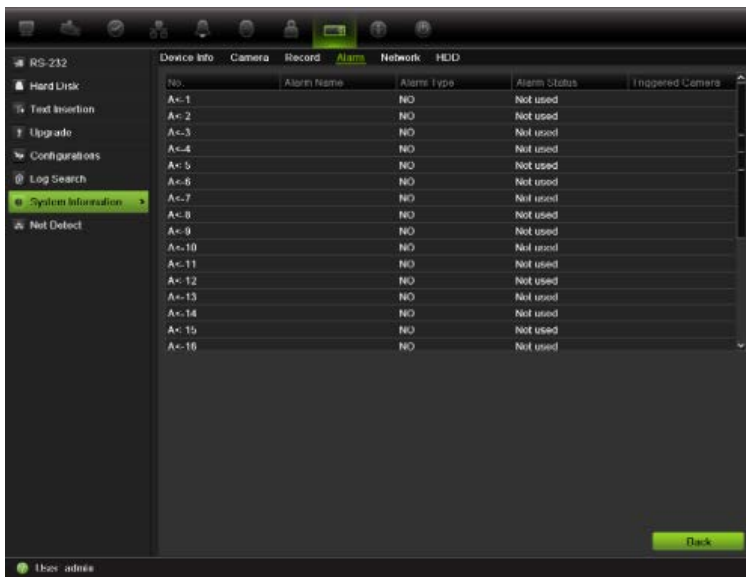 Device Info Camera Record Alarm Network HDD
RS-232
Hard Disk
Text Insertion
Upgrade
Configurations
Log Search
System Information
Net Detect
No. Alarm Name Alarm Type Alarm Status Triggered Camera
A<-1 NO Not used
A<-2 NO Not used
A<-3 NO Not used
A<-4 NO Not used
A<-5 NO Not used
A<-6 NO Not used
A<-7 NO Not used
A<-8 NO Not used
A<-9 NO Not used
A<-10 NO Not used
A<-11 NO Not used
A<-12 NO Not used
A<-13 NO Not used
A<-14 NO Not used
A<-15 NO Not used
A<-16 NO Not used
Back
User admin